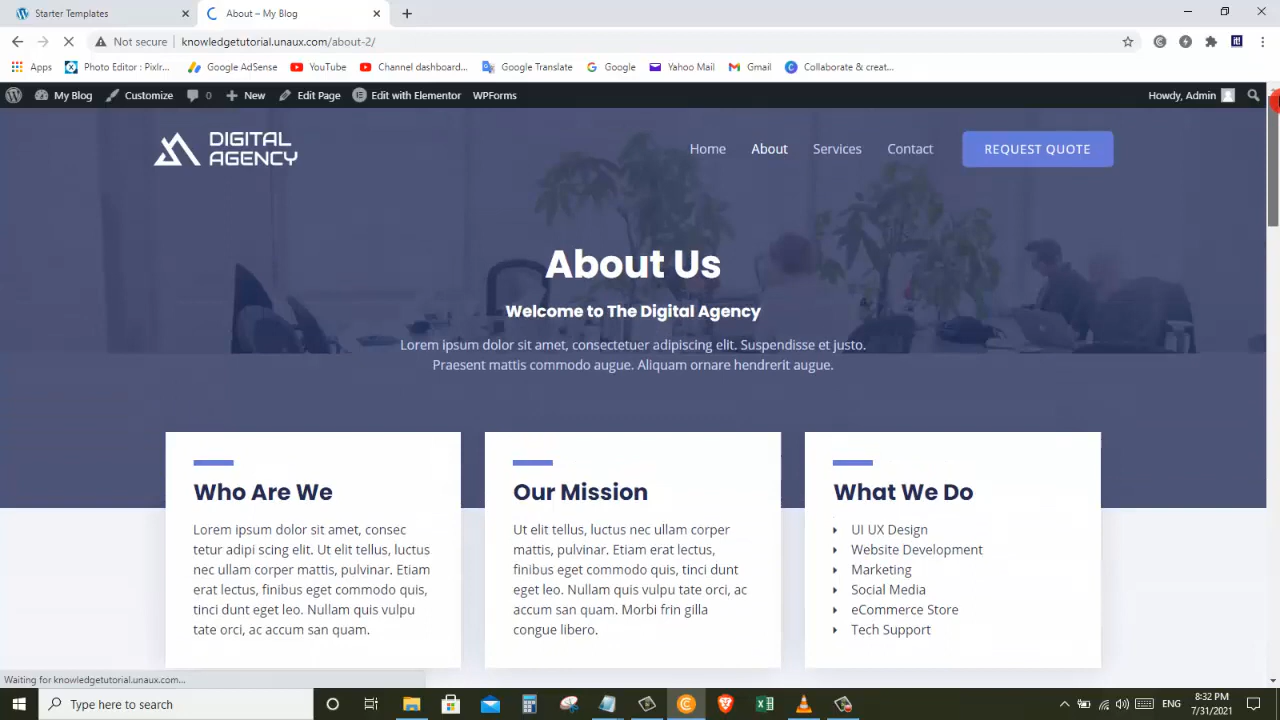 Starter Templates
About – My Blog
Not secure
knowledgetutorial.unaux.com/about-2/
Apps
Photo Editor : Pixlr...
Google AdSense
YouTube
Channel dashboard...
Google Translate
Google
Yahoo Mail
Gmail
Collaborate & creat...
My Blog
Customize
0
New
Edit Page
Edit with Elementor
WPForms
Howdy, Admin
DIGITAL
AGENCY
Home
About
Services
Contact
REQUEST QUOTE
About Us
Welcome to The Digital Agency
Lorem ipsum dolor sit amet, consectetuer adipiscing elit. Suspendisse et justo.
Praesent mattis commodo augue. Aliquam ornare hendrerit augue.
Who Are We
Lorem ipsum dolor sit amet, consec
tetur adipi scing elit. Ut elit tellus, luctus
nec ullam corper mattis, pulvinar. Etiam
erat lectus, finibus eget commodo quis,
tinci dunt eget leo. Nullam quis vulpu
tate orci, ac accum san quam.
Our Mission
Ut elit tellus, luctus nec ullam corper
mattis, pulvinar. Etiam erat lectus,
finibus eget commodo quis, tinci dunt
eget leo. Nullam quis vulpu tate orci, ac
accum san quam. Morbi frin gilla
congue libero.
What We Do
UI UX Design
Website Development
Marketing
Social Media
eCommerce Store
Tech Support
Waiting for knowledgetutorial.unaux.com...
Type here to search
ENG
8:32 PM
7/31/2021